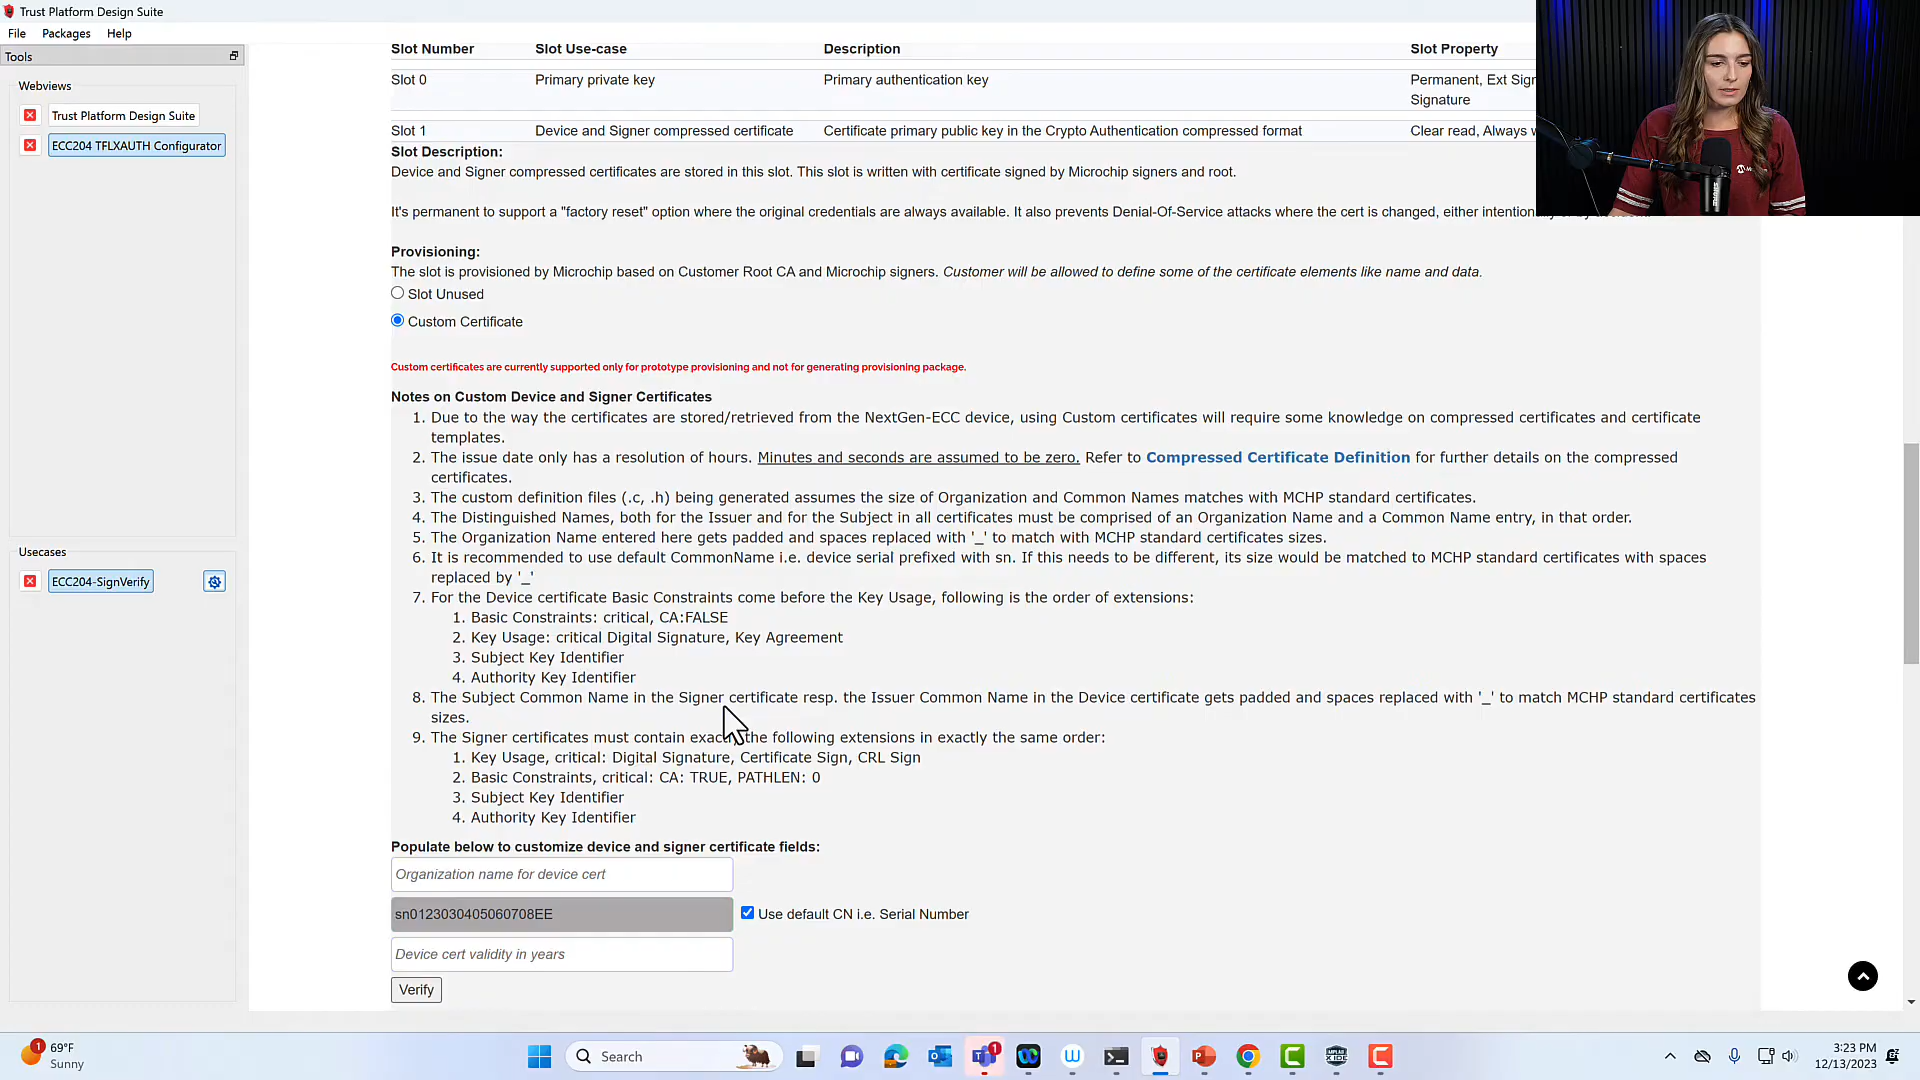 Trust Platform Design Suite
File Packages Help
Tools
Webviews
Trust Platform Design Suite
ECC204 TFLXAUTH Configurator
Usecases
ECC204-SignVerify
Slot Number Slot Use-case Description Slot Property
Slot 0 Primary private key Primary authentication key Permanent, Ext Sign
Signature
Slot 1 Device and Signer compressed certificate Certificate primary public key in the Crypto Authentication compressed format Clear read, Always
Slot Description:
Device and Signer compressed certificates are stored in this slot. This slot is written with certificate signed by Microchip signers and root.
It's permanent to support a "factory reset" option where the original credentials are always available. It also prevents Denial-Of-Service attacks where the cert is changed, either
Provisioning:
The slot is provisioned by Microchip based on Customer Root CA and Microchip signers. Customer will be allowed to define some of the certificate elements like name and data.
Slot Unused
Custom Certificate
Custom certificates are currently supported only for prototype provisioning and not for generating provisioning package.
Notes on Custom Device and Signer Certificates
1. Due to the way the certificates are stored/retrieved from the NextGen-ECC device, using Custom certificates will require some knowledge on compressed certificates and certificate
templates.
2. The issue date only has a resolution of hours. Minutes and seconds are assumed to be zero. Refer to Compressed Certificate Definition for further details on the compressed
certificates.
3. The custom definition files (.c, .h) being generated assumes the size of Organization and Common Names matches with MCHP standard certificates.
4. The Distinguished Names, both for the Issuer and for the Subject in all certificates must be comprised of an Organization Name and a Common Name entry, in that order.
5. The Organization Name entered here gets padded and spaces replaced with '_' to match with MCHP standard certificates sizes.
6. It is recommended to use default CommonName i.e. device serial prefixed with sn. If this needs to be different, its size would be matched to MCHP standard certificates with spaces
replaced by '_'
7. For the Device certificate Basic Constraints come before the Key Usage, following is the order of extensions:
1. Basic Constraints: critical, CA:FALSE
2. Key Usage: critical Digital Signature, Key Agreement
3. Subject Key Identifier
4. Authority Key Identifier
8. The Subject Common Name in the Signer certificate resp. the Issuer Common Name in the Device certificate gets padded and spaces replaced with '_' to match MCHP standard certificates
sizes.
9. The Signer certificates must contain exactly the following extensions in exactly the same order:
1. Key Usage, critical: Digital Signature, Certificate Sign, CRL Sign
2. Basic Constraints, critical: CA: TRUE, PATHLEN: 0
3. Subject Key Identifier
4. Authority Key Identifier
Populate below to customize device and signer certificate fields:
Organization name for device cert
sn0123030405060708EE Use default CN i.e. Serial Number
Device cert validity in years
Verify
1 69°F
Sunny
Search
1
3:23 PM
12/13/2023